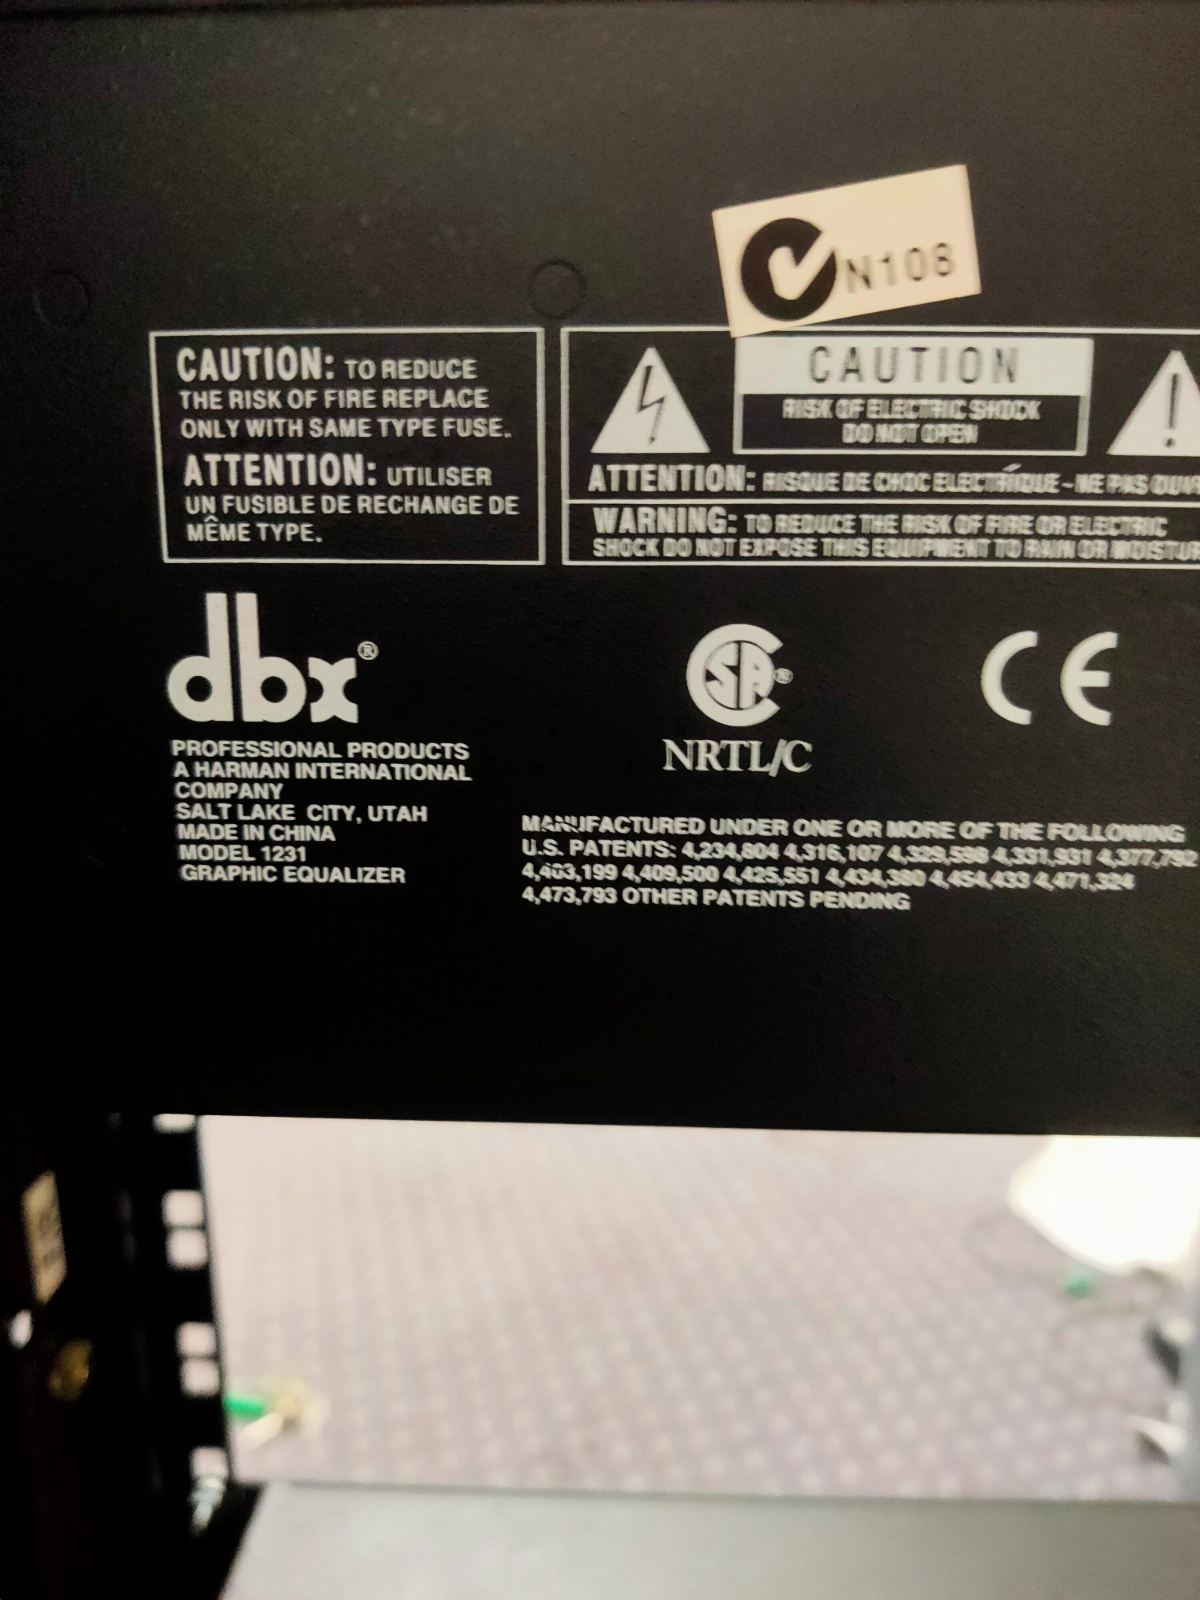 N108
CAUTION: TO REDUCE
THE RISK OF FIRE REPLACE
ONLY WITH SAME TYPE FUSE.
ATTENTION: UTILISER
UN FUSIBLE DE RECHANGE DE
MÊME TYPE.
CAUTION
RISK OF ELECTRIC SHOCK
DO NOT OPEN
ATTENTION: RISQUE DE CHOC ELECTRÍQUE - NE PAS OUVR
WARNING: TO REDUCE THE RISK OF FIRE OR ELECTRIC
SHOCK DO NOT EXPOSE THIS EQUIPMENT TO RAIN OR MOISTUR
dbx®
PROFESSIONAL PRODUCTS
A HARMAN INTERNATIONAL
COMPANY
SALT LAKE CITY, UTAH
MADE IN CHINA
MODEL 1231
GRAPHIC EQUALIZER
CSA®
NRTL/C
CE
MANUFACTURED UNDER ONE OR MORE OF THE FOLLOWING
U.S. PATENTS: 4,234,804 4,316,107 4,329,598 4,331,931 4,377,792
4,403,199 4,409,500 4,425,551 4,434,380 4,454,433 4,471,324
4,473,793 OTHER PATENTS PENDING